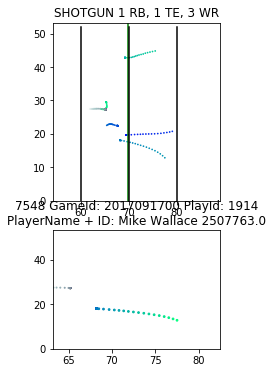 SHOTGUN 1 RB, 1 TE, 3 WR
50
40
30
20
10
0
60 70 80
7548 GameId: 2017091700 PlayId: 1914
PlayerName + ID: Mike Wallace 2507763.0
40
20
0
65 70 75 80